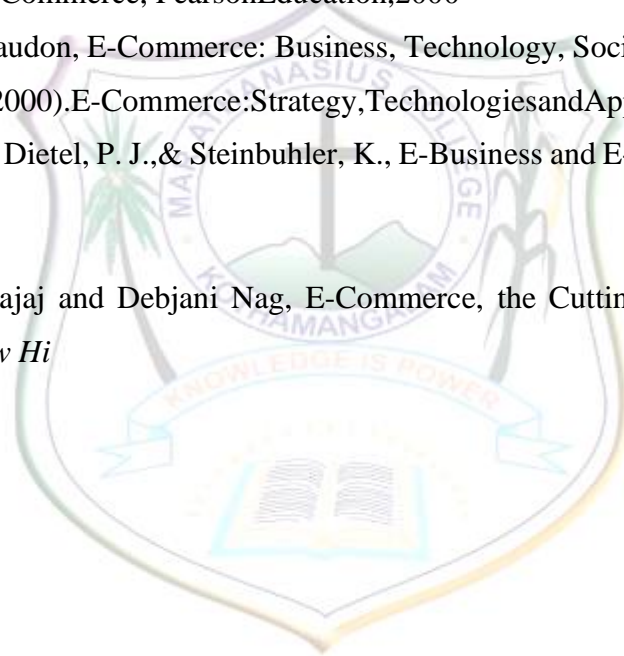 Commerce, PearsonEducation,2006
audon, E-Commerce: Business, Technology, Soci
2000).E-Commerce:Strategy,TechnologiesandApp
Dietel, P. J.,& Steinbuhler, K., E-Business and E-
MAR ATHANASIUS COLLEGE
KOTHAMANGALAM
ajaj and Debjani Nag, E-Commerce, the Cuttin
w Hi
KNOWLEDGE IS POWER